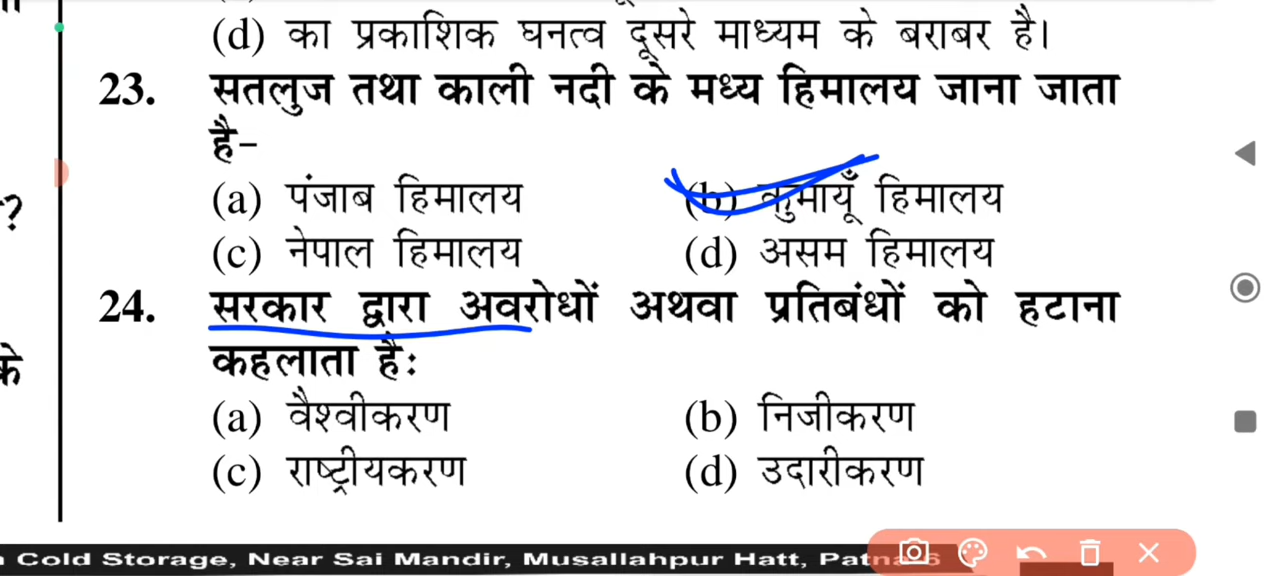 (d) का प्रकाशिक घनत्व दूसरे माध्यम के बराबर है।
23. सतलुज तथा काली नदी के मध्य हिमालय जाना जाता
है-
(a) पंजाब हिमालय (b) कुमायूँ हिमालय
(c) नेपाल हिमालय (d) असम हिमालय
24. सरकार द्वारा अवरोधों अथवा प्रतिबंधों को हटाना
कहलाता है:
(a) वैश्वीकरण (b) निजीकरण
(c) राष्ट्रीयकरण (d) उदारीकरण
?
के
Cold Storage, Near Sai Mandir, Musallahpur Hatt, Patna-6